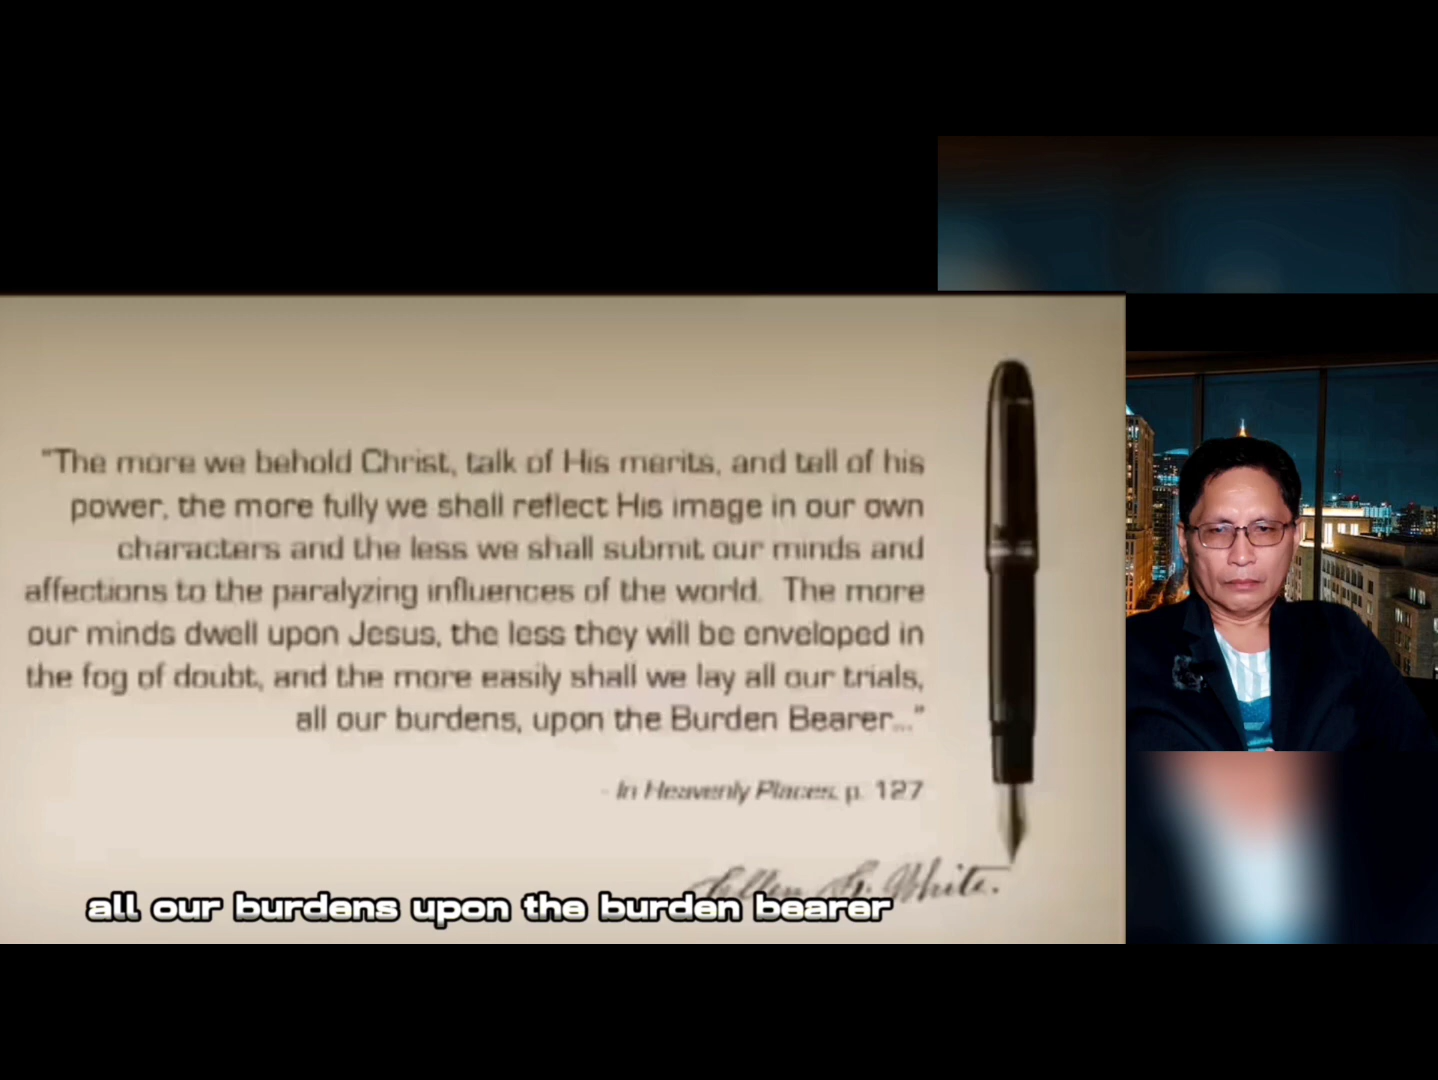 "The more we behold Christ, talk of His merits, and tell of his
power, the more fully we shall reflect His image in our own
characters and the less we shall submit our minds and
affections to the paralyzing influences of the world. The more
our minds dwell upon Jesus, the less they will be enveloped in
the fog of doubt, and the more easily shall we lay all our trials,
all our burdens, upon the Burden Bearer..."
- In Heavenly Places, p. 127
Ellen G. White.
all our burdens upon the burden bearer